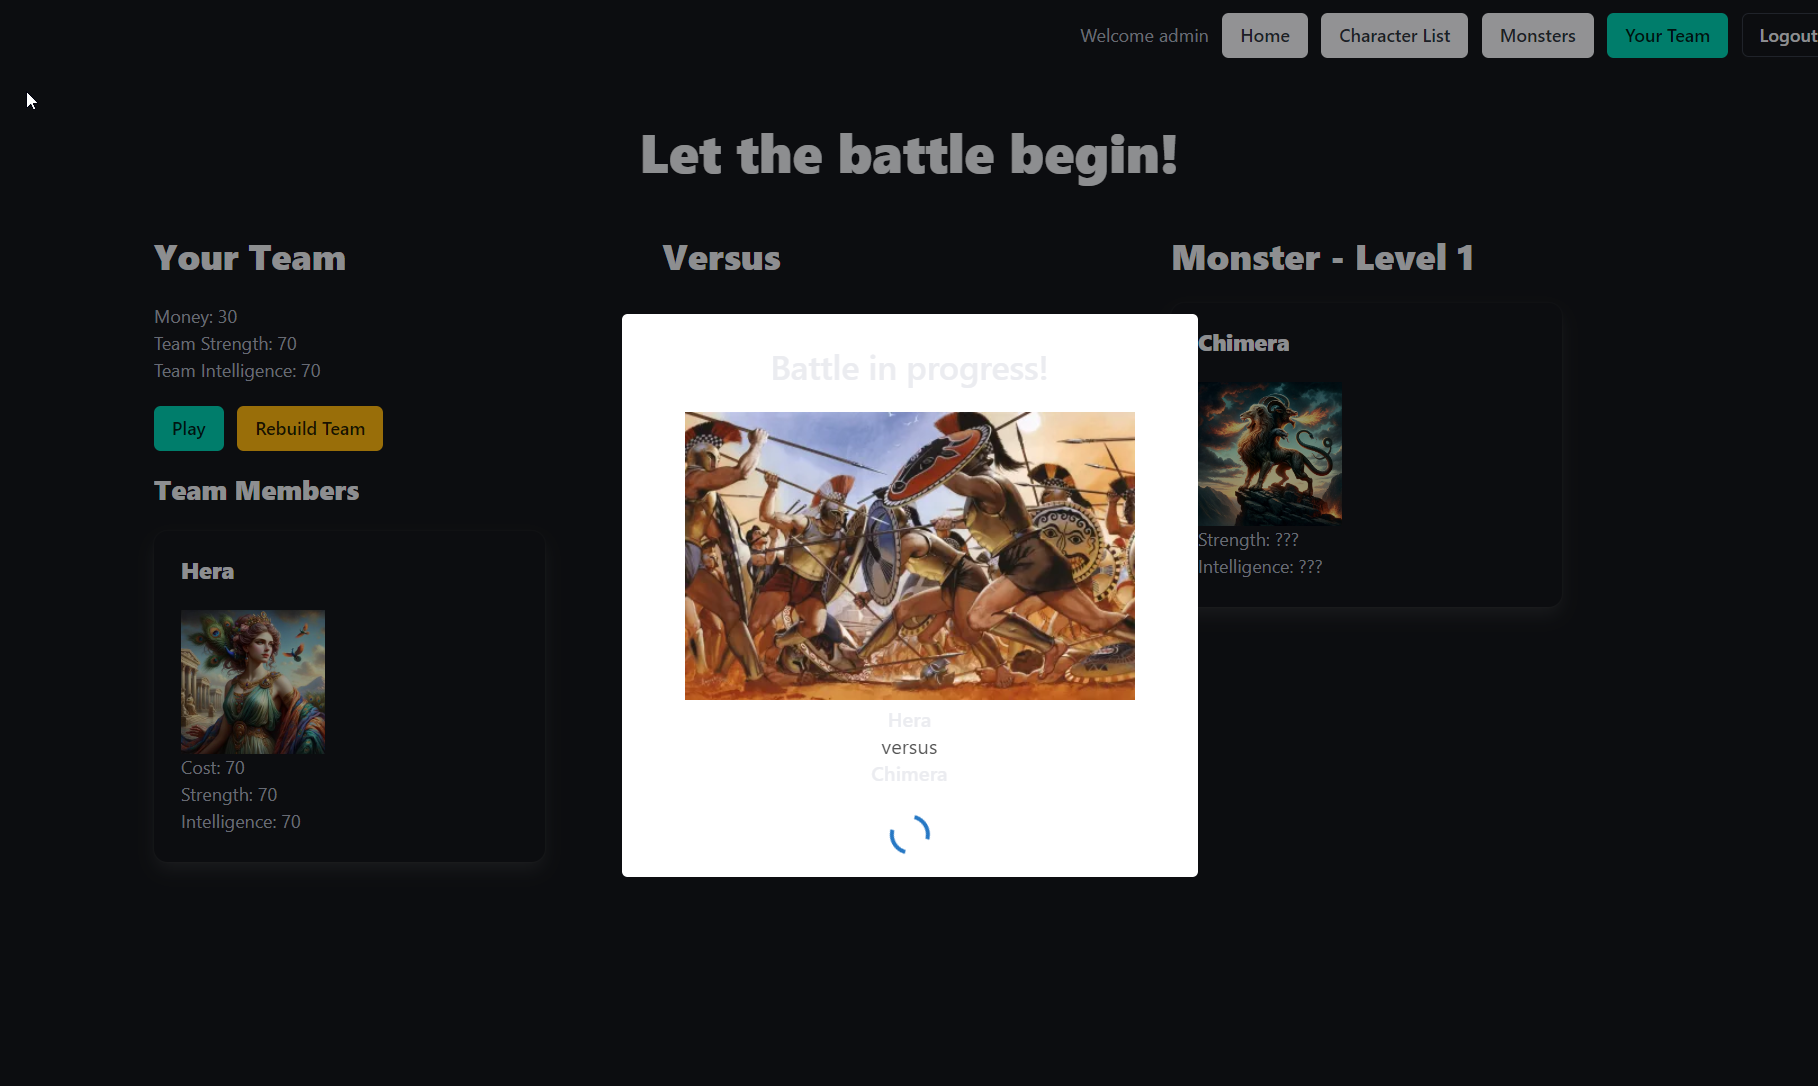 Welcome admin
Home
Character List
Monsters
Your Team
Logout
Let the battle begin!
Your Team
Money: 30
Team Strength: 70
Team Intelligence: 70
Play
Rebuild Team
Team Members
Hera
Cost: 70
Strength: 70
Intelligence: 70
Versus
Battle in progress!
Hera
versus
Chimera
Monster - Level 1
Chimera
Strength: ???
Intelligence: ???